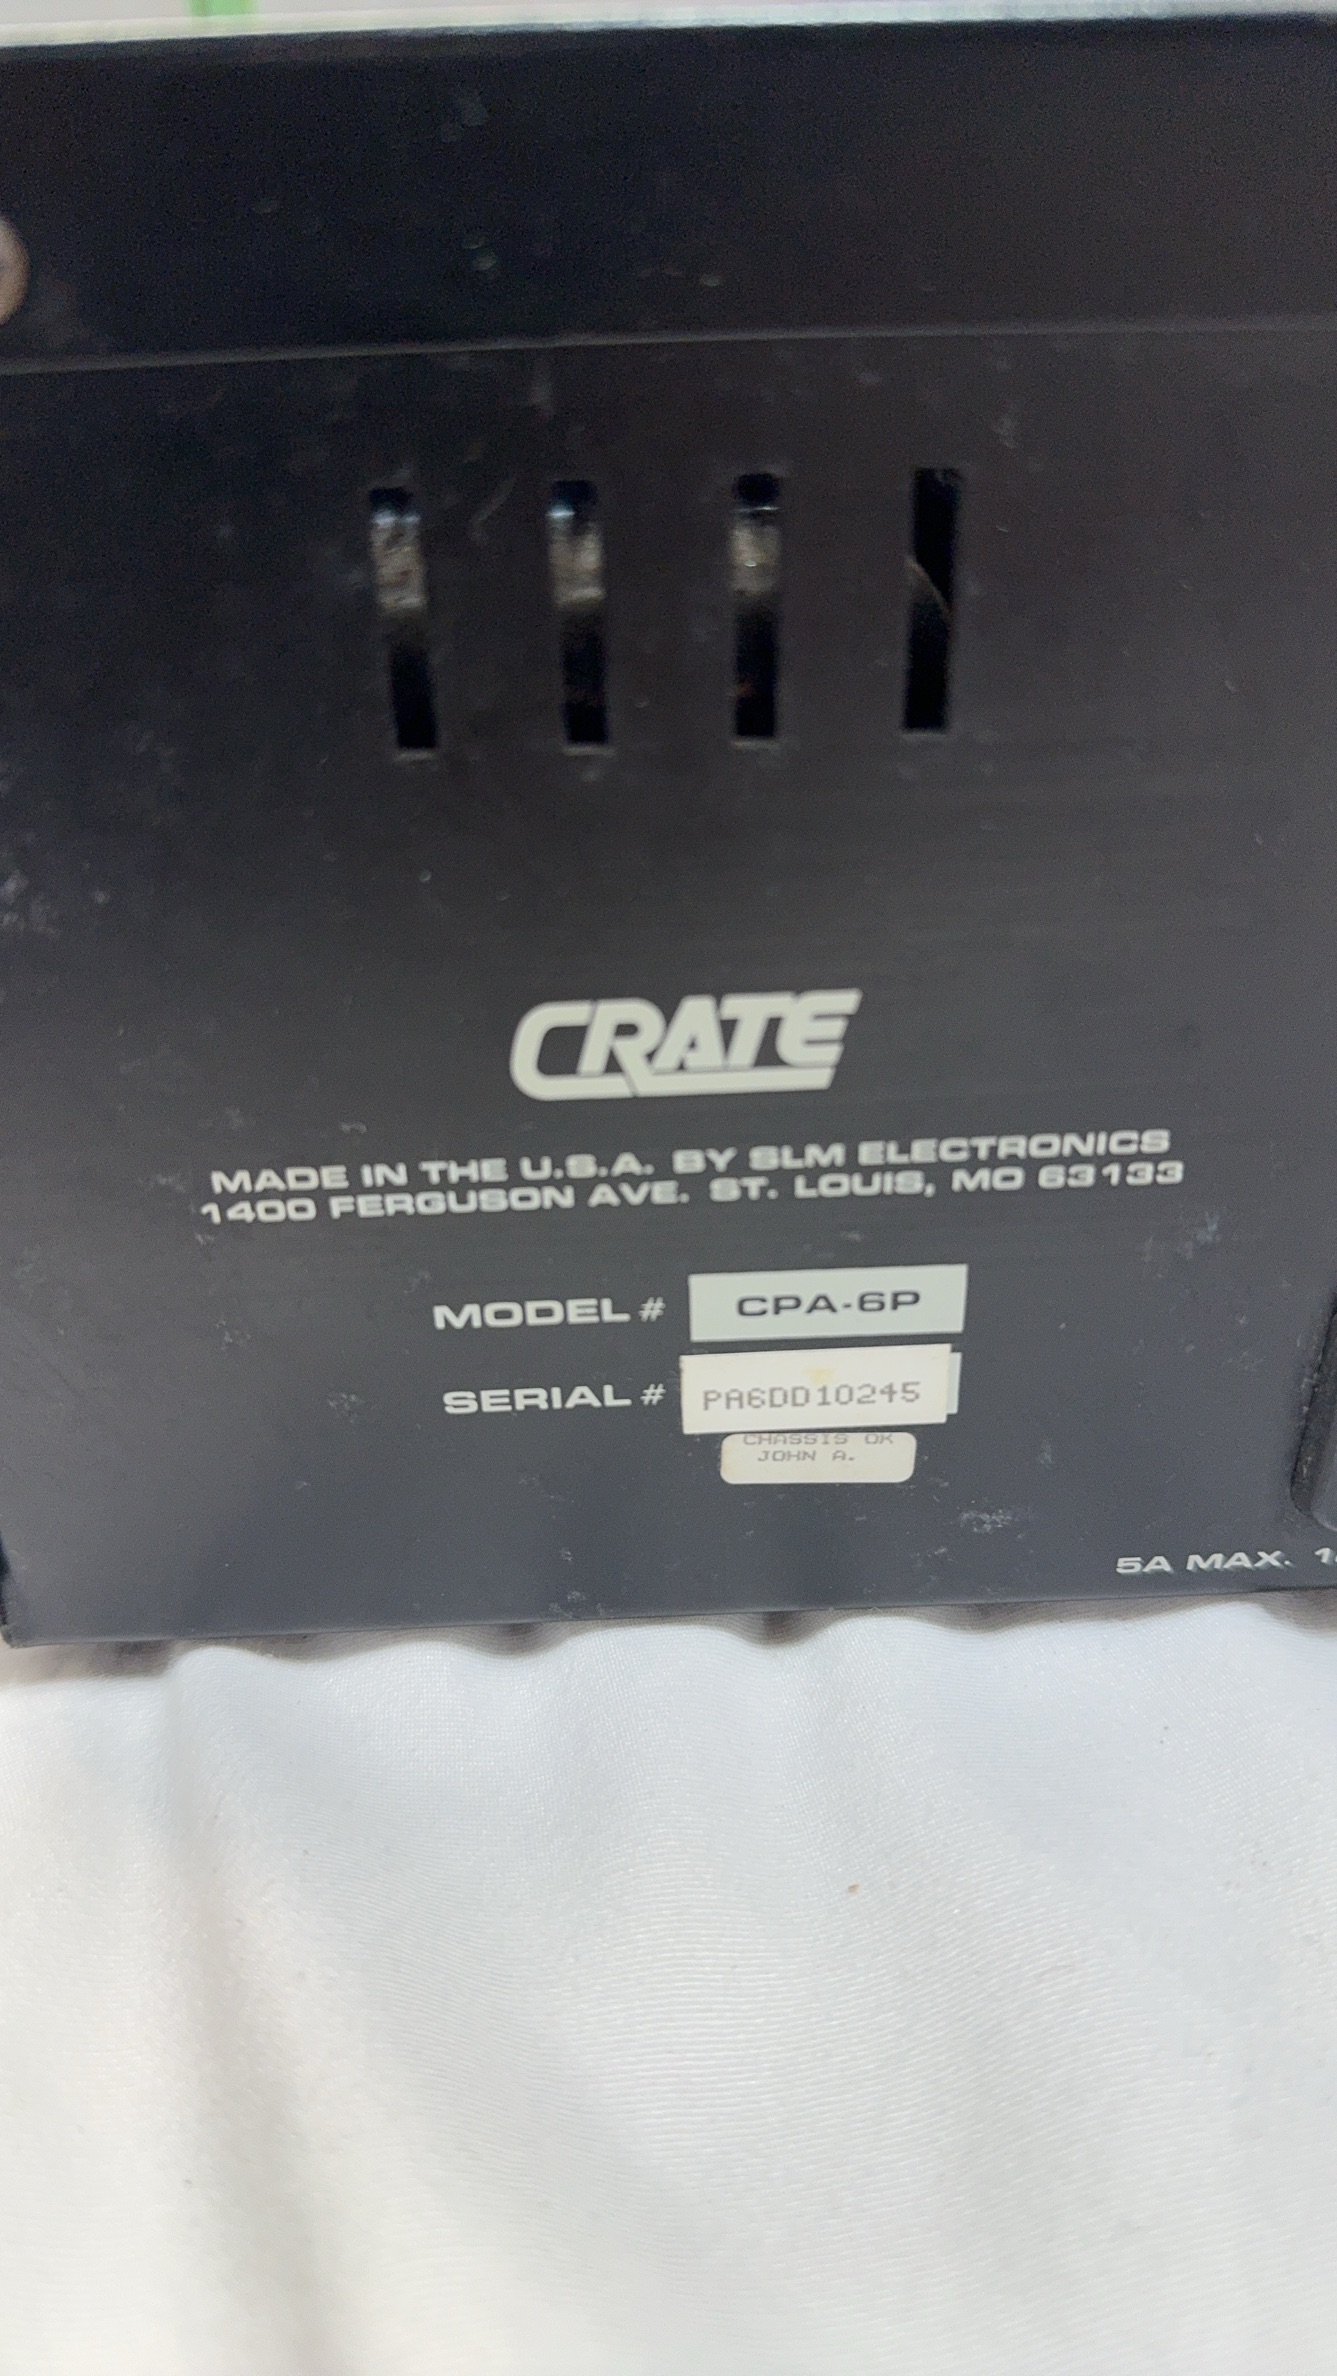 CRATE
MADE IN THE U.S.A. BY SLM ELECTRONICS
1400 FERGUSON AVE. ST. LOUIS, MO 63133
MODEL # CPA-6P
SERIAL # PA6DD10245
CHASSIS OK
JOHN A.
5A MAX.